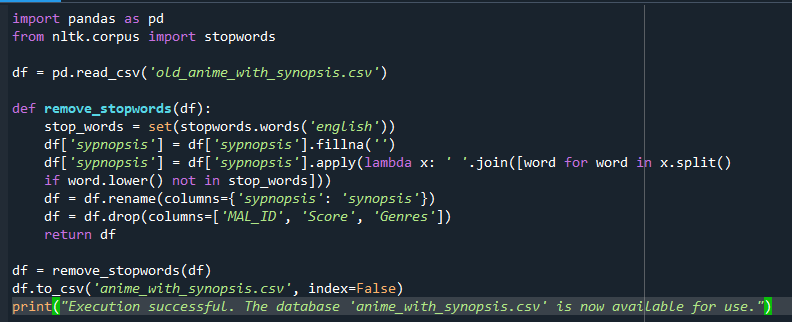 import pandas as pd
from nltk.corpus import stopwords

df = pd.read_csv('old_anime_with_synopsis.csv')

def remove_stopwords(df):
    stop_words = set(stopwords.words('english'))
    df['sypnopsis'] = df['sypnopsis'].fillna('')
    df['sypnopsis'] = df['sypnopsis'].apply(lambda x: ' '.join([word for word in x.split()
    if word.lower() not in stop_words]))
    df = df.rename(columns={'sypnopsis': 'synopsis'})
    df = df.drop(columns=['MAL_ID', 'Score', 'Genres'])
    return df

df = remove_stopwords(df)
df.to_csv('anime_with_synopsis.csv', index=False)
print("Execution successful. The database 'anime_with_synopsis.csv' is now available for use.")